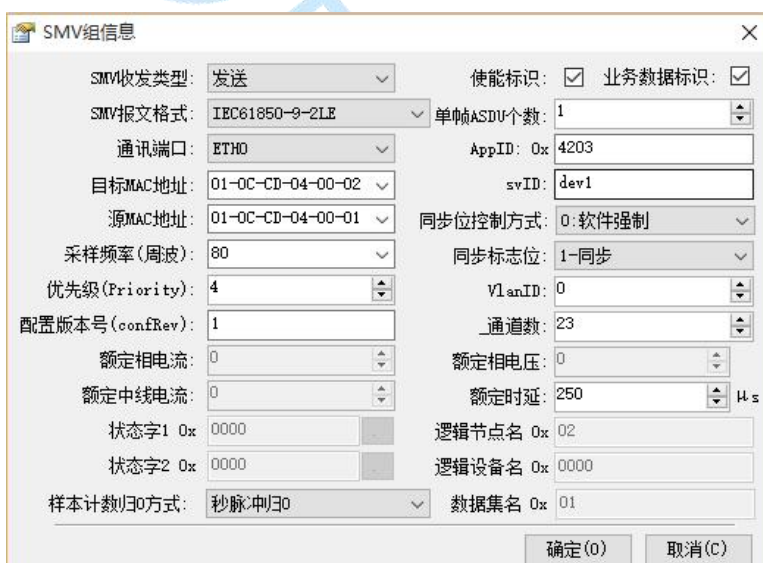 SMV组信息
SMV收发类型: 发送 使能标识: 业务数据标识:
SMV报文格式: IEC61850-9-2LE 单帧ASDU个数: 1
通讯端口: ETH0 AppID: 0x 4203
目标MAC地址: 01-0C-CD-04-00-02 svID: dev1
源MAC地址: 01-0C-CD-04-00-01 同步位控制方式: 0:软件强制
采样频率(周波): 80 同步标志位: 1-同步
优先级(Priority): 4 VlanID: 0
配置版本号(confRev): 1 _通道数: 23
额定相电流: 0 额定相电压: 0
额定中线电流: 0 额定时延: 250 μs
状态字1 0x 0000 . 逻辑节点名 0x 02
状态字2 0x 0000 . 逻辑设备名 0x 0000
样本计数归0方式: 秒脉冲归0 数据集名 0x 01
确定(O) 取消(C)